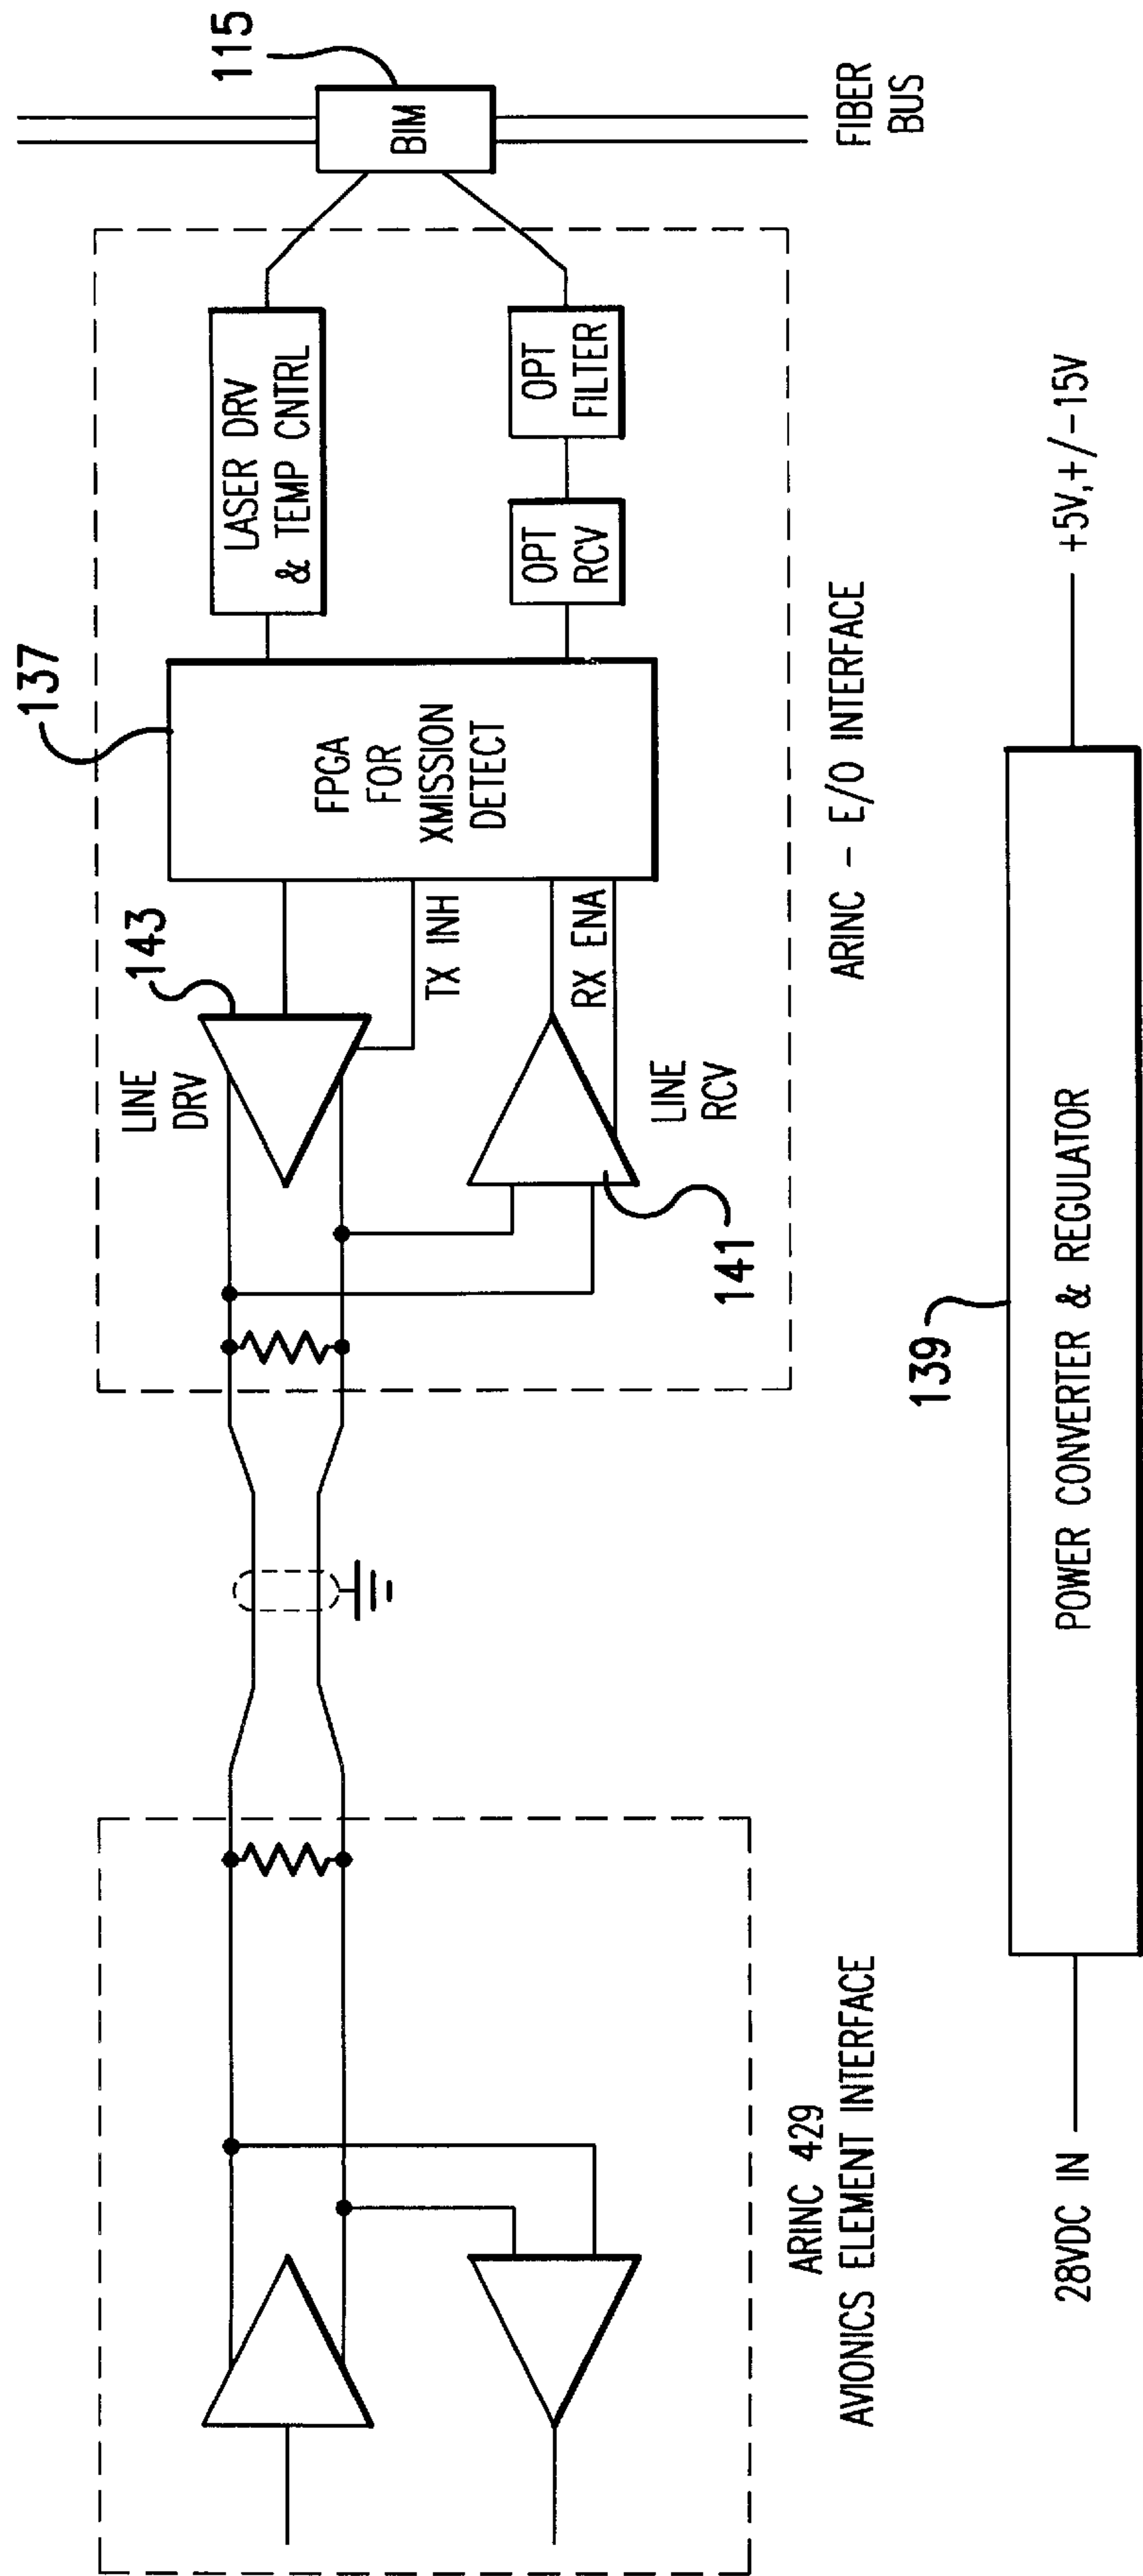 115
BIM
FIBER
BUS
LASER DRV
& TEMP CNTRL
OPT
FILTER
OPT
RCV
137
FPGA
FOR
XMISSION
DETECT
143
LINE
DRV
TX INH
RX ENA
LINE
RCV
141
ARINC - E/O INTERFACE
ARINC 429
AVIONICS ELEMENT INTERFACE
28VDC IN
139
POWER CONVERTER & REGULATOR
+5V,+/-15V